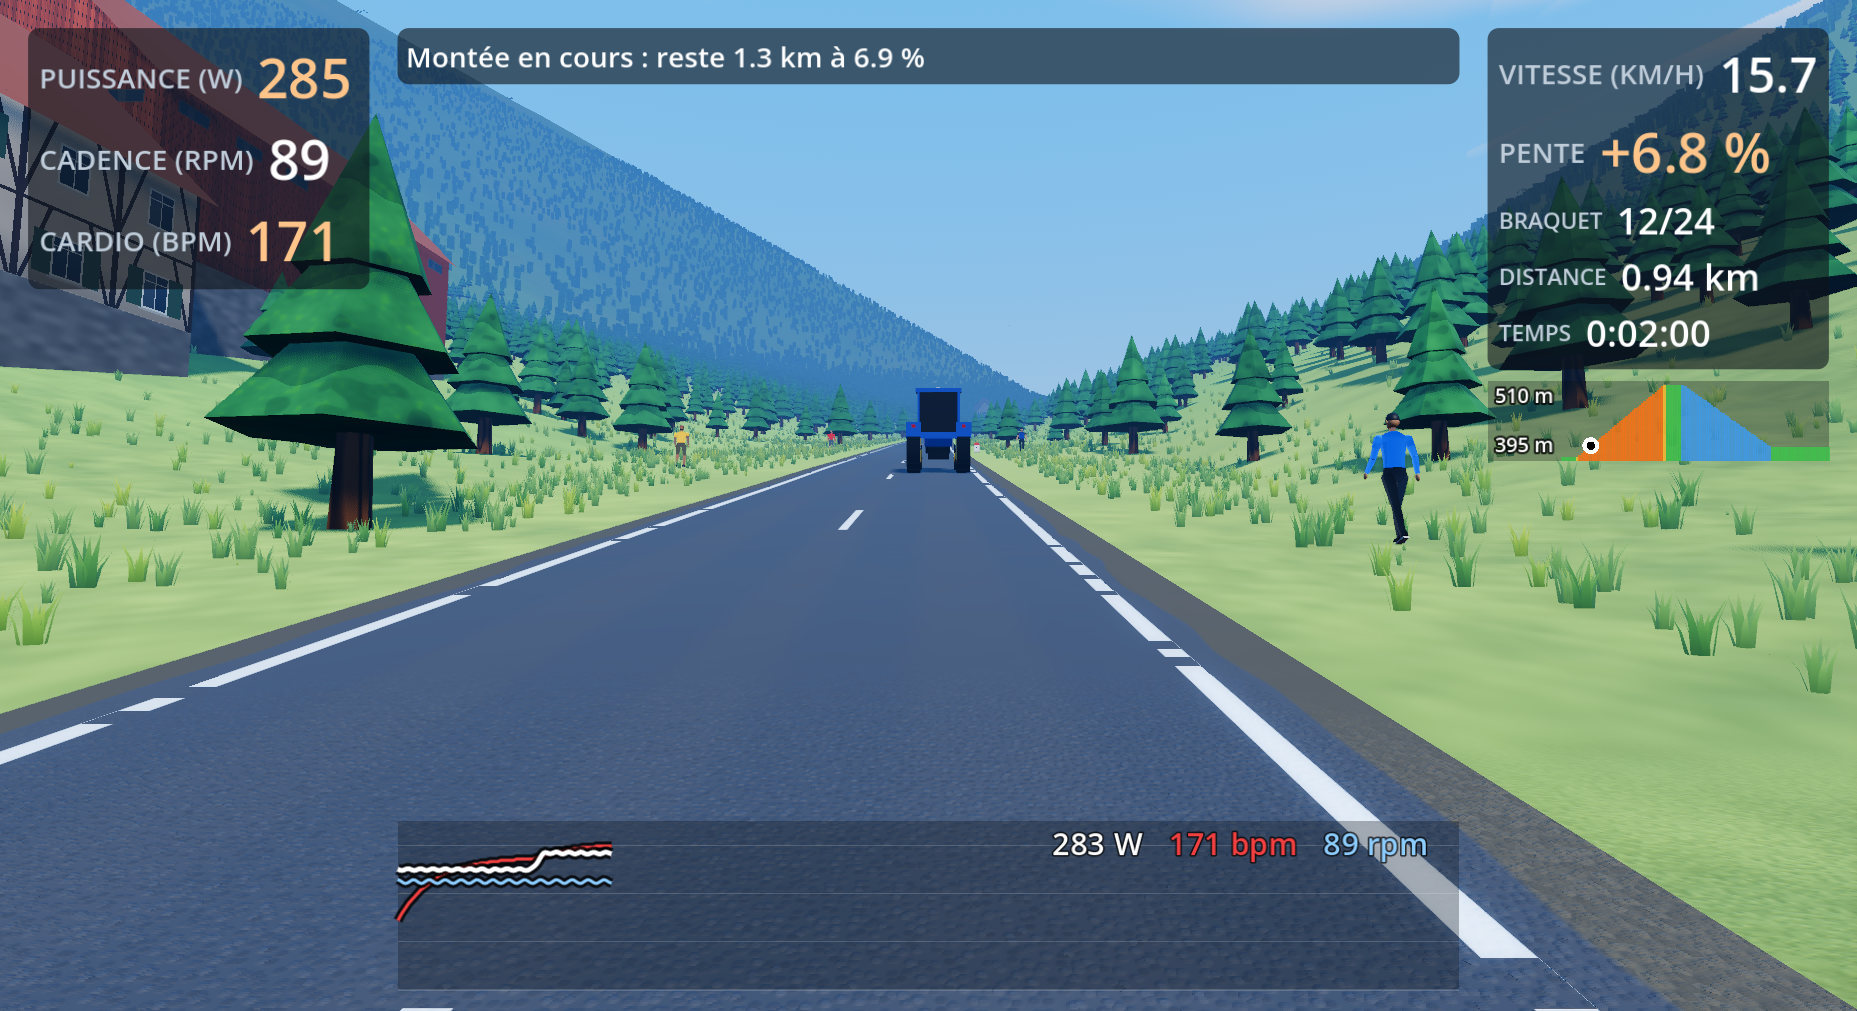 PUISSANCE (W) 285
CADENCE (RPM) 89
CARDIO (BPM) 171
Montée en cours : reste 1.3 km à 6.9 %
VITESSE (KM/H) 15.7
PENTE +6.8 %
BRAQUET 12/24
DISTANCE 0.94 km
TEMPS 0:02:00
510 m
395 m
283 W 171 bpm 89 rpm